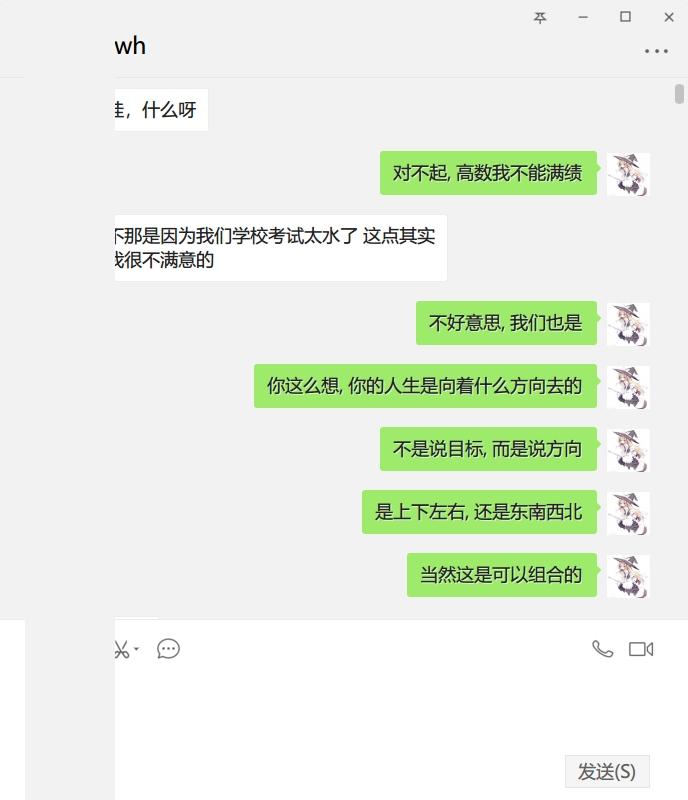 wh
，什么呀
对不起, 高数我不能满绩
不那是因为我们学校考试太水了 这点其实
我很不满意的
不好意思, 我们也是
你这么想, 你的人生是向着什么方向去的
不是说目标, 而是说方向
是上下左右, 还是东南西北
当然这是可以组合的
发送(S)